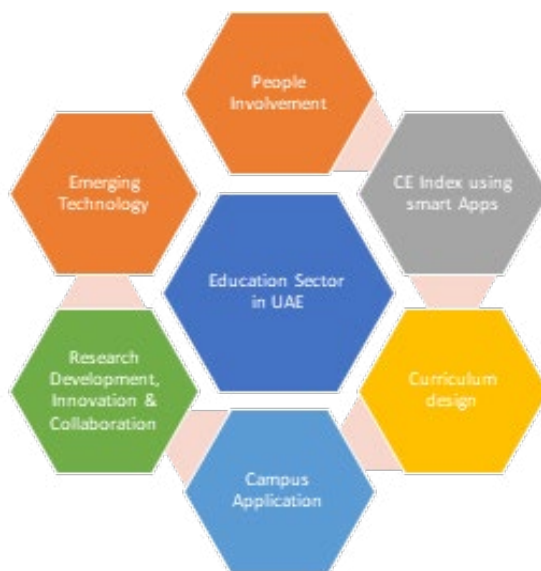 People
Involvement
Emerging
Technology
CE Index using
smart Apps
Education Sector
in UAE
Research
Development,
Innovation &
Collaboration
Curriculum
design
Campus
Application